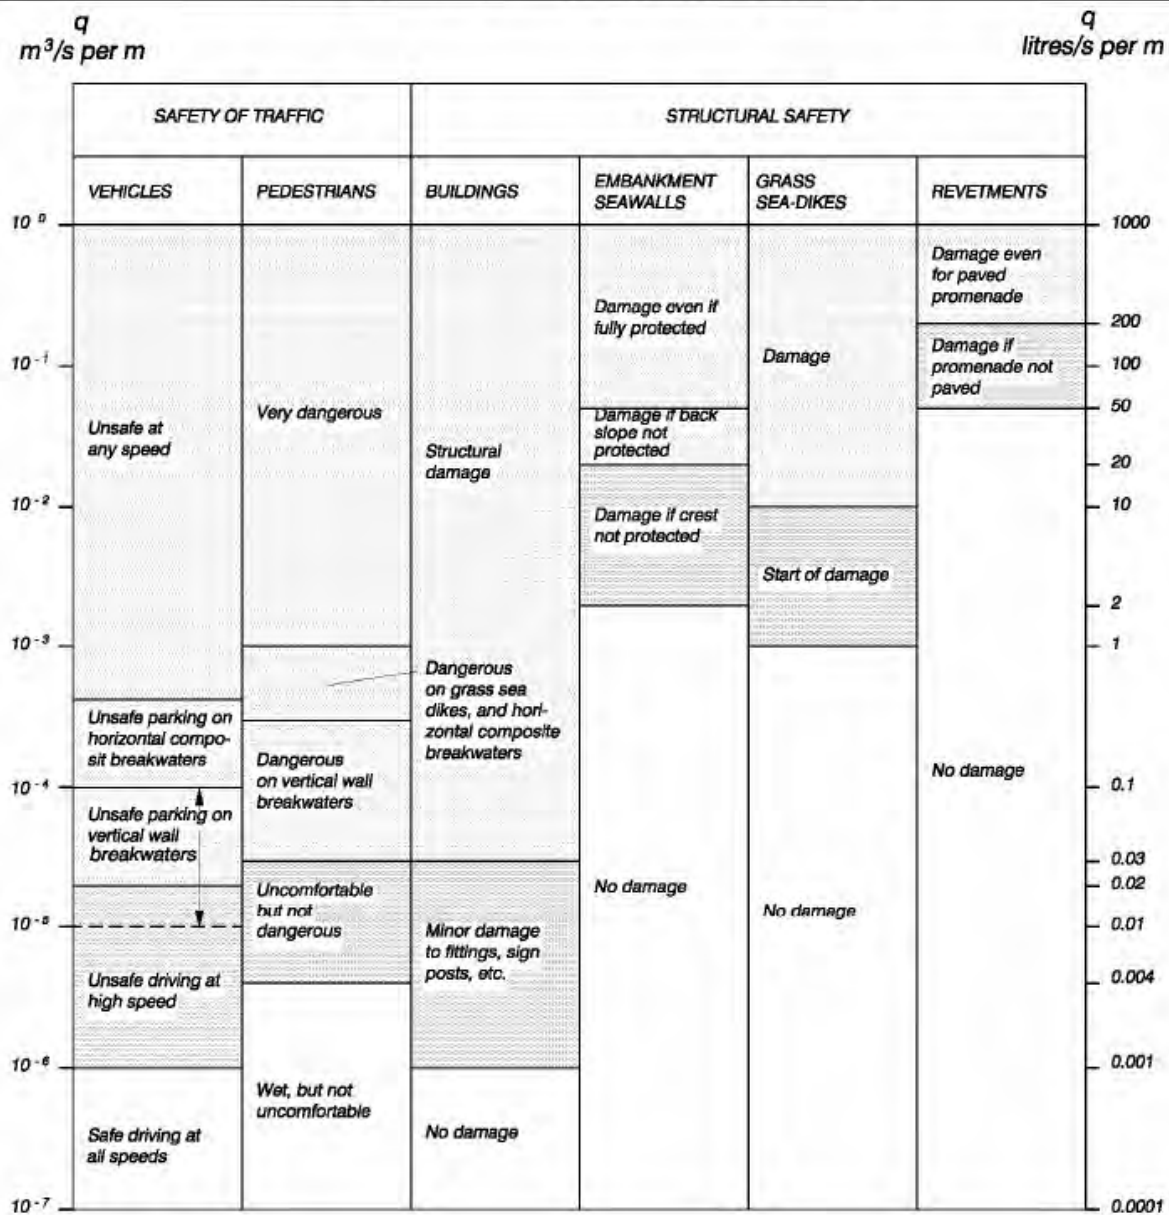 q
m³/s per m
q
litres/s per m
SAFETY OF TRAFFIC
STRUCTURAL SAFETY
VEHICLES
PEDESTRIANS
BUILDINGS
EMBANKMENT
SEAWALLS
GRASS
SEA-DIKES
REVETMENTS
10⁰
10⁻¹
10⁻²
10⁻³
10⁻⁴
10⁻⁵
10⁻⁶
10⁻⁷
Unsafe at
any speed
Unsafe parking on
horizontal compo-
sit breakwaters
Unsafe parking on
vertical wall
breakwaters
Unsafe driving at
high speed
Safe driving at
all speeds
Very dangerous
Dangerous
on grass sea
dikes, and hori-
zontal composite
breakwaters
Dangerous
on vertical wall
breakwaters
Uncomfortable
but not
dangerous
Wet, but not
uncomfortable
Structural
damage
Minor damage
to fittings, sign
posts, etc.
No damage
Damage even if
fully protected
Damage if back
slope not
protected
Damage if crest
not protected
No damage
Damage
Start of damage
No damage
Damage even
for paved
promenade
Damage if
promenade not
paved
No damage
1000
200
100
50
20
10
2
1
0.1
0.03
0.02
0.01
0.004
0.001
0.0001